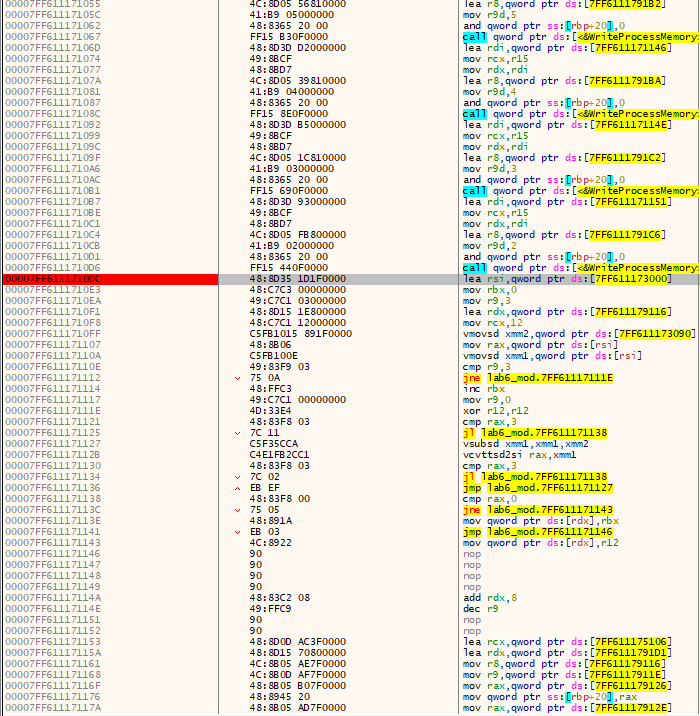 00007FF611171055 4C:8D05 56810000 lea r8,qword ptr ds:[7FF6111791B2]
00007FF61117105C 41:B9 05000000 mov r9d,5
00007FF611171062 48:8365 20 00 and qword ptr ss:[rbp+20],0
00007FF611171067 FF15 B30F0000 call qword ptr ds:[<&WriteProcessMemory>
00007FF61117106D 48:8D3D D2000000 lea rdi,qword ptr ds:[7FF611171146]
00007FF611171074 49:8BCF mov rcx,r15
00007FF611171077 48:8BD7 mov rdx,rdi
00007FF61117107A 4C:8D05 39810000 lea r8,qword ptr ds:[7FF6111791BA]
00007FF611171081 41:B9 04000000 mov r9d,4
00007FF611171087 48:8365 20 00 and qword ptr ss:[rbp+20],0
00007FF61117108C FF15 8E0F0000 call qword ptr ds:[<&WriteProcessMemory>
00007FF611171092 48:8D3D B5000000 lea rdi,qword ptr ds:[7FF61117114E]
00007FF611171099 49:8BCF mov rcx,r15
00007FF61117109C 48:8BD7 mov rdx,rdi
00007FF61117109F 4C:8D05 1C810000 lea r8,qword ptr ds:[7FF6111791C2]
00007FF6111710A6 41:B9 03000000 mov r9d,3
00007FF6111710AC 48:8365 20 00 and qword ptr ss:[rbp+20],0
00007FF6111710B1 FF15 690F0000 call qword ptr ds:[<&WriteProcessMemory>
00007FF6111710B7 48:8D3D 93000000 lea rdi,qword ptr ds:[7FF611171151]
00007FF6111710BE 49:8BCF mov rcx,r15
00007FF6111710C1 48:8BD7 mov rdx,rdi
00007FF6111710C4 4C:8D05 FB800000 lea r8,qword ptr ds:[7FF6111791C6]
00007FF6111710CB 41:B9 02000000 mov r9d,2
00007FF6111710D1 48:8365 20 00 and qword ptr ss:[rbp+20],0
00007FF6111710D6 FF15 440F0000 call qword ptr ds:[<&WriteProcessMemory>
00007FF6111710DC 48:8D35 1D1F0000 lea rsi,qword ptr ds:[7FF611173000]
00007FF6111710E3 48:C7C3 00000000 mov rbx,0
00007FF6111710EA 49:C7C1 03000000 mov r9,3
00007FF6111710F1 48:8D15 1E800000 lea rdx,qword ptr ds:[7FF611179116]
00007FF6111710F8 48:C7C1 12000000 mov rcx,12
00007FF6111710FF C5FB1015 891F0000 vmovsd xmm2,qword ptr ds:[7FF611173090]
00007FF611171107 48:8B06 mov rax,qword ptr ds:[rsi]
00007FF61117110A C5FB100E vmovsd xmm1,qword ptr ds:[rsi]
00007FF61117110E 49:83F9 03 cmp r9,3
00007FF611171112 75 0A jne lab6_mod.7FF61117111E
00007FF611171114 48:FFC3 inc rbx
00007FF611171117 49:C7C1 00000000 mov r9,0
00007FF61117111E 4D:33E4 xor r12,r12
00007FF611171121 48:83F8 03 cmp rax,3
00007FF611171125 7C 11 jl lab6_mod.7FF611171138
00007FF611171127 C5F35CCA vsubsd xmm1,xmm1,xmm2
00007FF61117112B C4E1FB2CC1 vcvttsd2si rax,xmm1
00007FF611171130 48:83F8 03 cmp rax,3
00007FF611171134 7C 02 jl lab6_mod.7FF611171138
00007FF611171136 EB EF jmp lab6_mod.7FF611171127
00007FF611171138 48:83F8 00 cmp rax,0
00007FF61117113C 75 05 jne lab6_mod.7FF611171143
00007FF61117113E 48:891A mov qword ptr ds:[rdx],rbx
00007FF611171141 EB 03 jmp lab6_mod.7FF611171146
00007FF611171143 4C:8922 mov qword ptr ds:[rdx],r12
00007FF611171146 90 nop
00007FF611171147 90 nop
00007FF611171148 90 nop
00007FF611171149 90 nop
00007FF61117114A 48:83C2 08 add rdx,8
00007FF61117114E 49:FFC9 dec r9
00007FF611171151 90 nop
00007FF611171152 90 nop
00007FF611171153 48:8D0D AC3F0000 lea rcx,qword ptr ds:[7FF611175106]
00007FF61117115A 48:8D15 70800000 lea rdx,qword ptr ds:[7FF6111791D1]
00007FF611171161 4C:8B05 AE7F0000 mov r8,qword ptr ds:[7FF611179116]
00007FF611171168 4C:8B0D AF7F0000 mov r9,qword ptr ds:[7FF61117911E]
00007FF61117116F 48:8B05 B07F0000 mov rax,qword ptr ds:[7FF611179126]
00007FF611171176 48:8945 20 mov qword ptr ss:[rbp+20],rax
00007FF61117117A 48:8B05 AD7F0000 mov rax,qword ptr ds:[7FF61117912E]